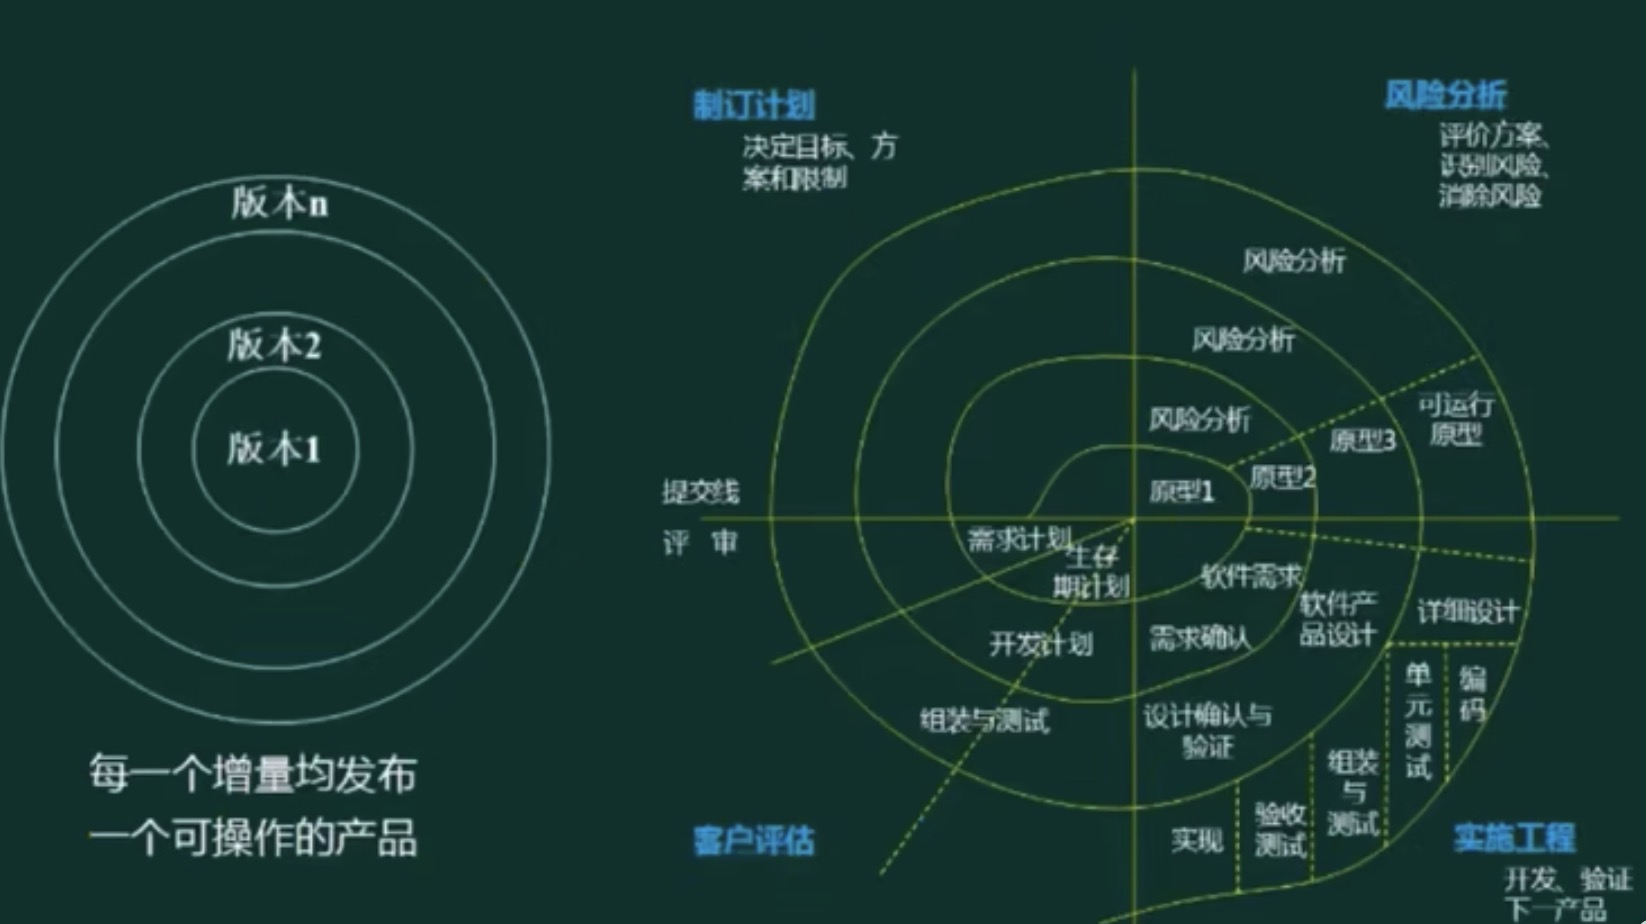 版本n
版本2
版本1
每一个增量均发布
一个可操作的产品
制订计划
决定目标、方
案和限制
风险分析
评价方案、
识别风险、
消除风险
风险分析
风险分析
风险分析
可运行
原型
原型3
原型2
原型1
提交线
评 审
需求计划
生存
期计划
开发计划
组装与测试
软件需求
需求确认
软件产
品设计
设计确认与
验证
详细设计
编
码
单
元
测
试
组装
与
测试
验收
测试
实现
客户评估
实施工程
开发、验证
下一产品